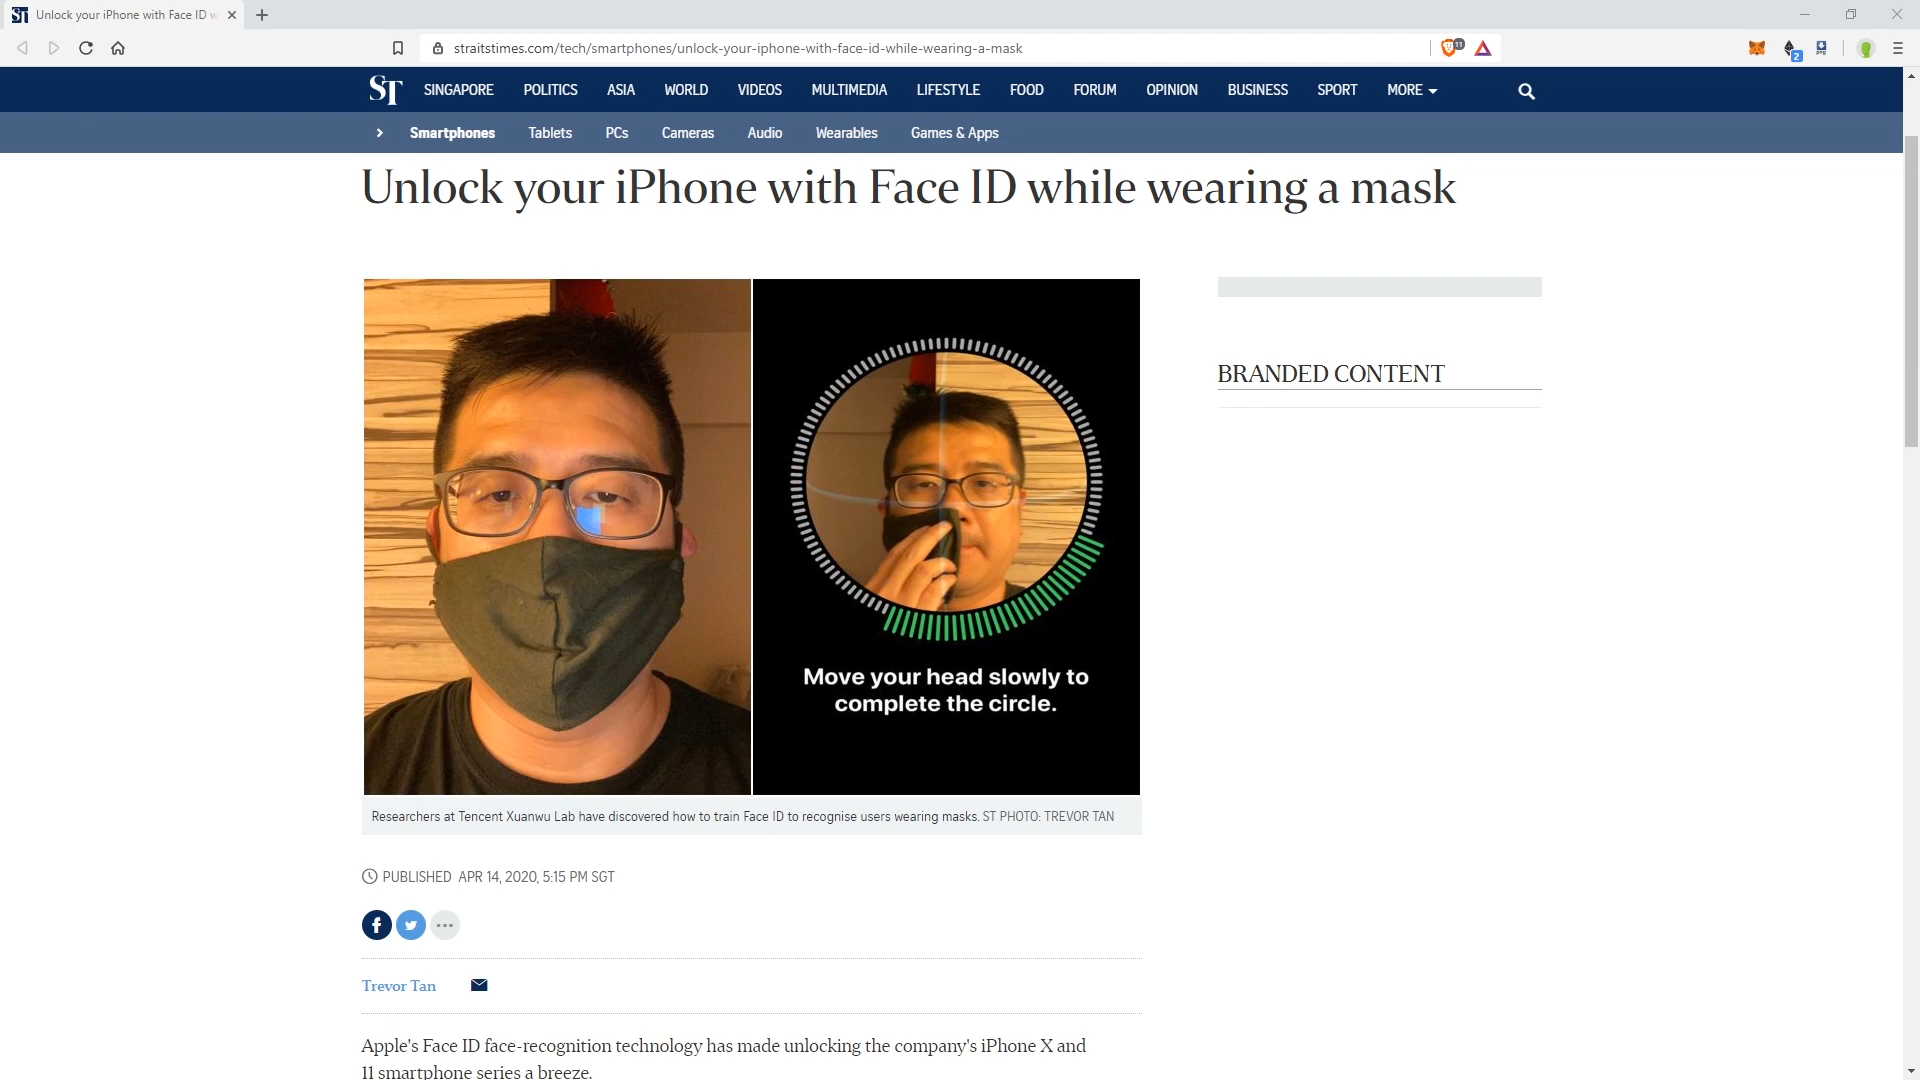 ST Unlock your iPhone with Face ID w
straitstimes.com/tech/smartphones/unlock-your-iphone-with-face-id-while-wearing-a-mask
11
2
ST SINGAPORE POLITICS ASIA WORLD VIDEOS MULTIMEDIA LIFESTYLE FOOD FORUM OPINION BUSINESS SPORT MORE
Smartphones Tablets PCs Cameras Audio Wearables Games & Apps
Unlock your iPhone with Face ID while wearing a mask
Move your head slowly to
complete the circle.
BRANDED CONTENT
Researchers at Tencent Xuanwu Lab have discovered how to train Face ID to recognise users wearing masks. ST PHOTO: TREVOR TAN
PUBLISHED APR 14, 2020, 5:15 PM SGT
Trevor Tan
Apple's Face ID face-recognition technology has made unlocking the company's iPhone X and
11 smartphone series a breeze.